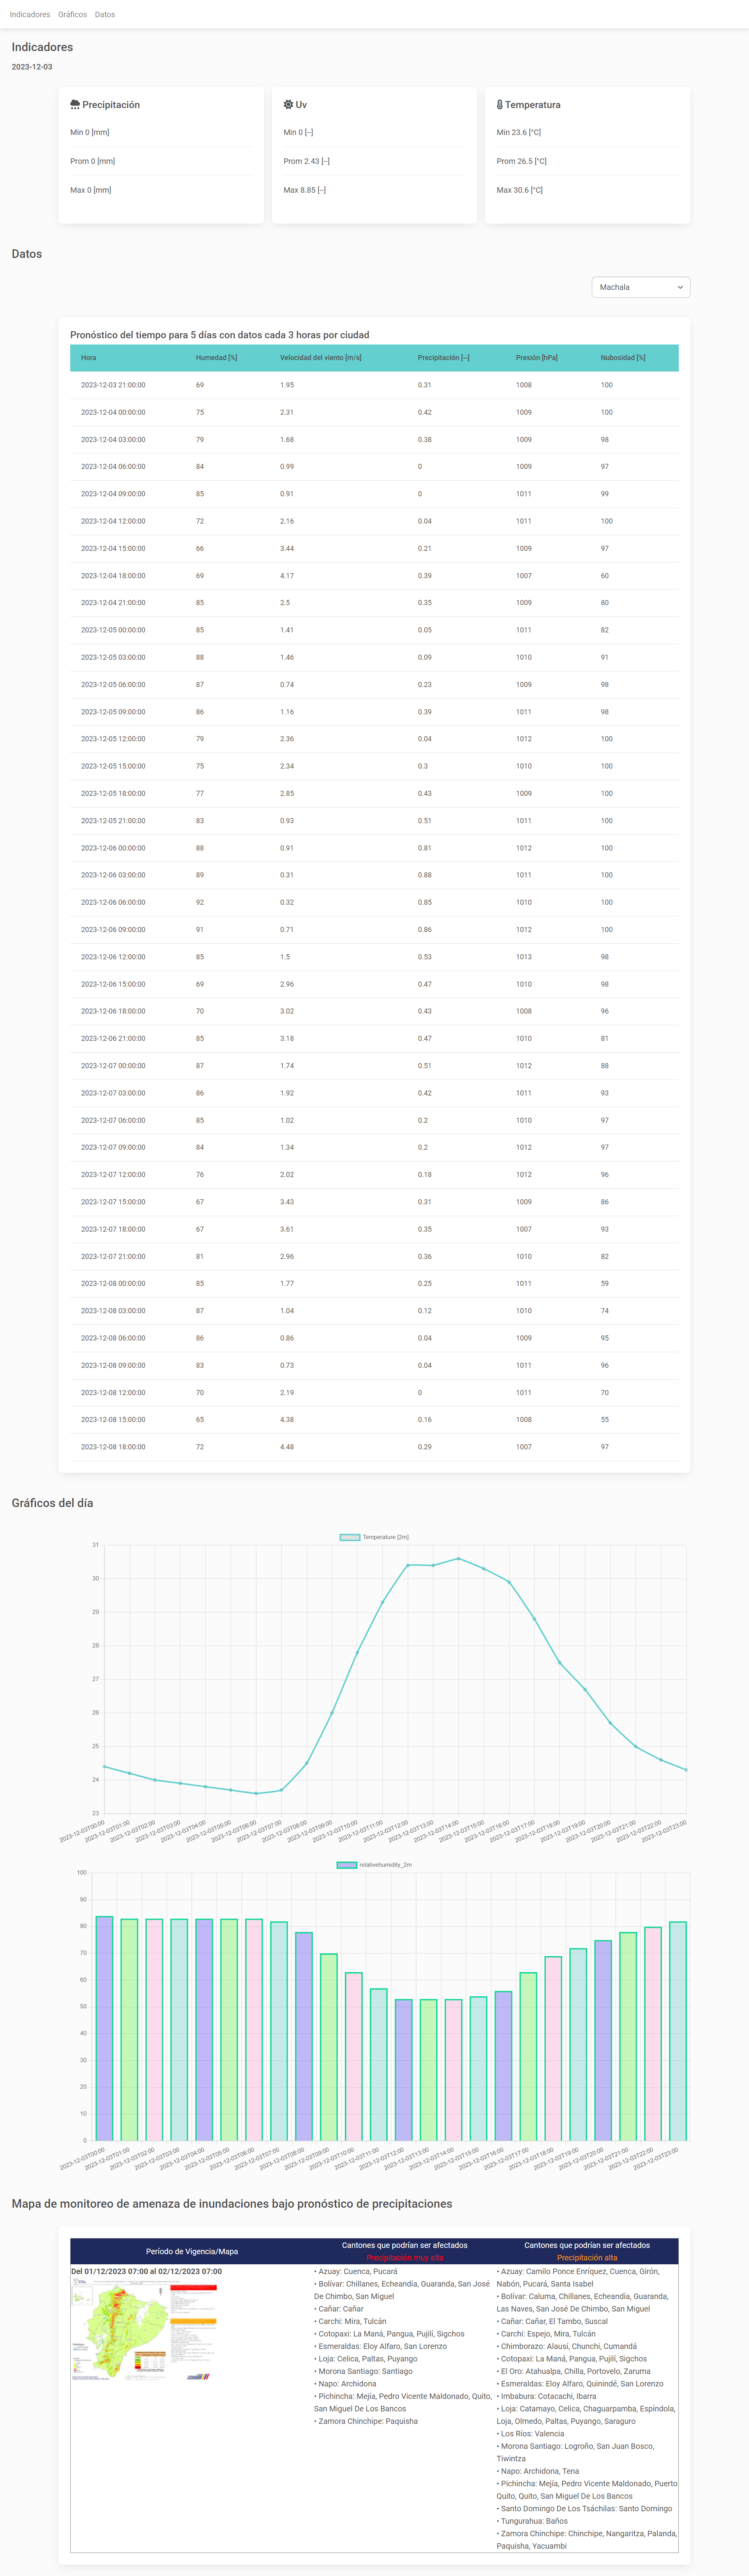 Indicadores Gráficos Datos
Indicadores
2023-12-03
Precipitación
Min 0 [mm]
Prom 0 [mm]
Max 0 [mm]
Uv
Min 0 [--]
Prom 2.43 [--]
Max 8.85 [--]
Temperatura
Min 23.6 [°C]
Prom 26.5 [°C]
Max 30.6 [°C]
Datos
Machala
Pronóstico del tiempo para 5 días con datos cada 3 horas por ciudad
Hora Humedad [%] Velocidad del viento [m/s] Precipitación [--] Presión [hPa] Nubosidad [%]
2023-12-03 21:00:00 69 1.95 0.31 1008 100
2023-12-04 00:00:00 75 2.31 0.42 1009 100
2023-12-04 03:00:00 79 1.68 0.38 1009 98
2023-12-04 06:00:00 84 0.99 0 1009 97
2023-12-04 09:00:00 85 0.91 0 1011 99
2023-12-04 12:00:00 72 2.16 0.04 1011 100
2023-12-04 15:00:00 66 3.44 0.21 1009 97
2023-12-04 18:00:00 69 4.17 0.39 1007 60
2023-12-04 21:00:00 85 2.5 0.35 1009 80
2023-12-05 00:00:00 85 1.41 0.05 1011 82
2023-12-05 03:00:00 88 1.46 0.09 1010 91
2023-12-05 06:00:00 87 0.74 0.23 1009 98
2023-12-05 09:00:00 86 1.16 0.39 1011 98
2023-12-05 12:00:00 79 2.36 0.04 1012 100
2023-12-05 15:00:00 75 2.34 0.3 1010 100
2023-12-05 18:00:00 77 2.85 0.43 1009 100
2023-12-05 21:00:00 83 0.93 0.51 1011 100
2023-12-06 00:00:00 88 0.91 0.81 1012 100
2023-12-06 03:00:00 89 0.31 0.88 1011 100
2023-12-06 06:00:00 92 0.32 0.85 1010 100
2023-12-06 09:00:00 91 0.71 0.86 1012 100
2023-12-06 12:00:00 85 1.5 0.53 1013 98
2023-12-06 15:00:00 69 2.96 0.47 1010 98
2023-12-06 18:00:00 70 3.02 0.43 1008 96
2023-12-06 21:00:00 85 3.18 0.47 1010 81
2023-12-07 00:00:00 87 1.74 0.51 1012 88
2023-12-07 03:00:00 86 1.92 0.42 1011 93
2023-12-07 06:00:00 85 1.02 0.2 1010 97
2023-12-07 09:00:00 84 1.34 0.2 1012 97
2023-12-07 12:00:00 76 2.02 0.18 1012 96
2023-12-07 15:00:00 67 3.43 0.31 1009 86
2023-12-07 18:00:00 67 3.61 0.35 1007 93
2023-12-07 21:00:00 81 2.96 0.36 1010 82
2023-12-08 00:00:00 85 1.77 0.25 1011 59
2023-12-08 03:00:00 87 1.04 0.12 1010 74
2023-12-08 06:00:00 86 0.86 0.04 1009 95
2023-12-08 09:00:00 83 0.73 0.04 1011 96
2023-12-08 12:00:00 70 2.19 0 1011 70
2023-12-08 15:00:00 65 4.38 0.16 1008 55
2023-12-08 18:00:00 72 4.48 0.29 1007 97
Gráficos del día
Temperature [2m]
31
30
29
28
27
26
25
24
23
2023-12-03T00:00 2023-12-03T01:00 2023-12-03T02:00 2023-12-03T03:00 2023-12-03T04:00 2023-12-03T05:00 2023-12-03T06:00 2023-12-03T07:00 2023-12-03T08:00 2023-12-03T09:00 2023-12-03T10:00 2023-12-03T11:00 2023-12-03T12:00 2023-12-03T13:00 2023-12-03T14:00 2023-12-03T15:00 2023-12-03T16:00 2023-12-03T17:00 2023-12-03T18:00 2023-12-03T19:00 2023-12-03T20:00 2023-12-03T21:00 2023-12-03T22:00 2023-12-03T23:00
relativehumidity_2m
100
90
80
70
60
50
40
30
20
10
0
2023-12-03T00:00 2023-12-03T01:00 2023-12-03T02:00 2023-12-03T03:00 2023-12-03T04:00 2023-12-03T05:00 2023-12-03T06:00 2023-12-03T07:00 2023-12-03T08:00 2023-12-03T09:00 2023-12-03T10:00 2023-12-03T11:00 2023-12-03T12:00 2023-12-03T13:00 2023-12-03T14:00 2023-12-03T15:00 2023-12-03T16:00 2023-12-03T17:00 2023-12-03T18:00 2023-12-03T19:00 2023-12-03T20:00 2023-12-03T21:00 2023-12-03T22:00 2023-12-03T23:00
Mapa de monitoreo de amenaza de inundaciones bajo pronóstico de precipitaciones
Período de Vigencia/Mapa
Del 01/12/2023 07:00 al 02/12/2023 07:00
Cantones que podrían ser afectados
Precipitación muy alta
• Azuay: Cuenca, Pucará
• Bolívar: Chillanes, Echeandía, Guaranda, San José
De Chimbo, San Miguel
• Cañar: Cañar
• Carchi: Mira, Tulcán
• Cotopaxi: La Maná, Pangua, Pujilí, Sigchos
• Esmeraldas: Eloy Alfaro, San Lorenzo
• Loja: Celica, Paltas, Puyango
• Morona Santiago: Santiago
• Napo: Archidona
• Pichincha: Mejía, Pedro Vicente Maldonado, Quito,
San Miguel De Los Bancos
• Zamora Chinchipe: Paquisha
Cantones que podrían ser afectados
Precipitación alta
• Azuay: Camilo Ponce Enríquez, Cuenca, Girón,
Nabón, Pucará, Santa Isabel
• Bolívar: Caluma, Chillanes, Echeandía, Guaranda,
Las Naves, San José De Chimbo, San Miguel
• Cañar: Cañar, El Tambo, Suscal
• Carchi: Espejo, Mira, Tulcán
• Chimborazo: Alausí, Chunchi, Cumandá
• Cotopaxi: La Maná, Pangua, Pujilí, Sigchos
• El Oro: Atahualpa, Chilla, Portovelo, Zaruma
• Esmeraldas: Eloy Alfaro, Quinindé, San Lorenzo
• Imbabura: Cotacachi, Ibarra
• Loja: Catamayo, Celica, Chaguarpamba, Espíndola,
Loja, Olmedo, Paltas, Puyango, Saraguro
• Los Ríos: Valencia
• Morona Santiago: Logroño, San Juan Bosco,
Tiwintza
• Napo: Archidona, Tena
• Pichincha: Mejía, Pedro Vicente Maldonado, Puerto
Quito, Quito, San Miguel De Los Bancos
• Santo Domingo De Los Tsáchilas: Santo Domingo
• Tungurahua: Baños
• Zamora Chinchipe: Chinchipe, Nangaritza, Palanda,
Paquisha, Yacuambi